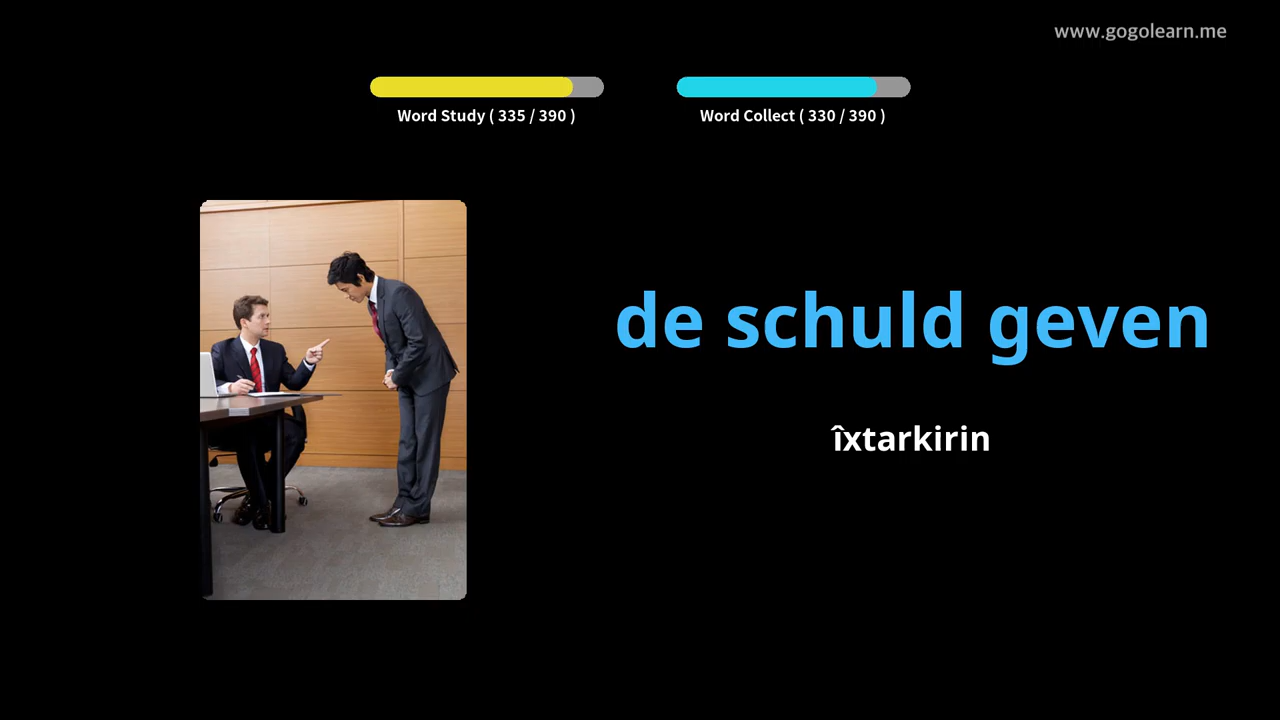 www.gogolearn.me
Word Study ( 335 / 390 )
Word Collect ( 330 / 390 )
de schuld geven
îxtarkirin